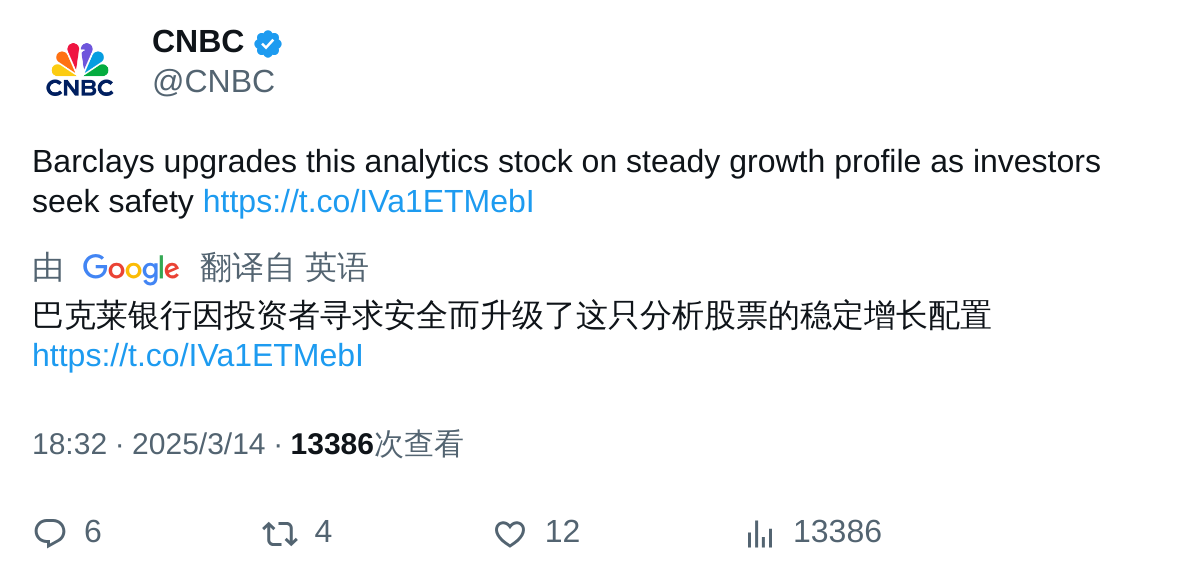 CNBC
CNBC
@CNBC
Barclays upgrades this analytics stock on steady growth profile as investors
seek safety https://t.co/IVa1ETMebI
由 Google 翻译自 英语
巴克莱银行因投资者寻求安全而升级了这只分析股票的稳定增长配置
https://t.co/IVa1ETMebI
18:32 · 2025/3/14 · 13386次查看
6 4 12 13386